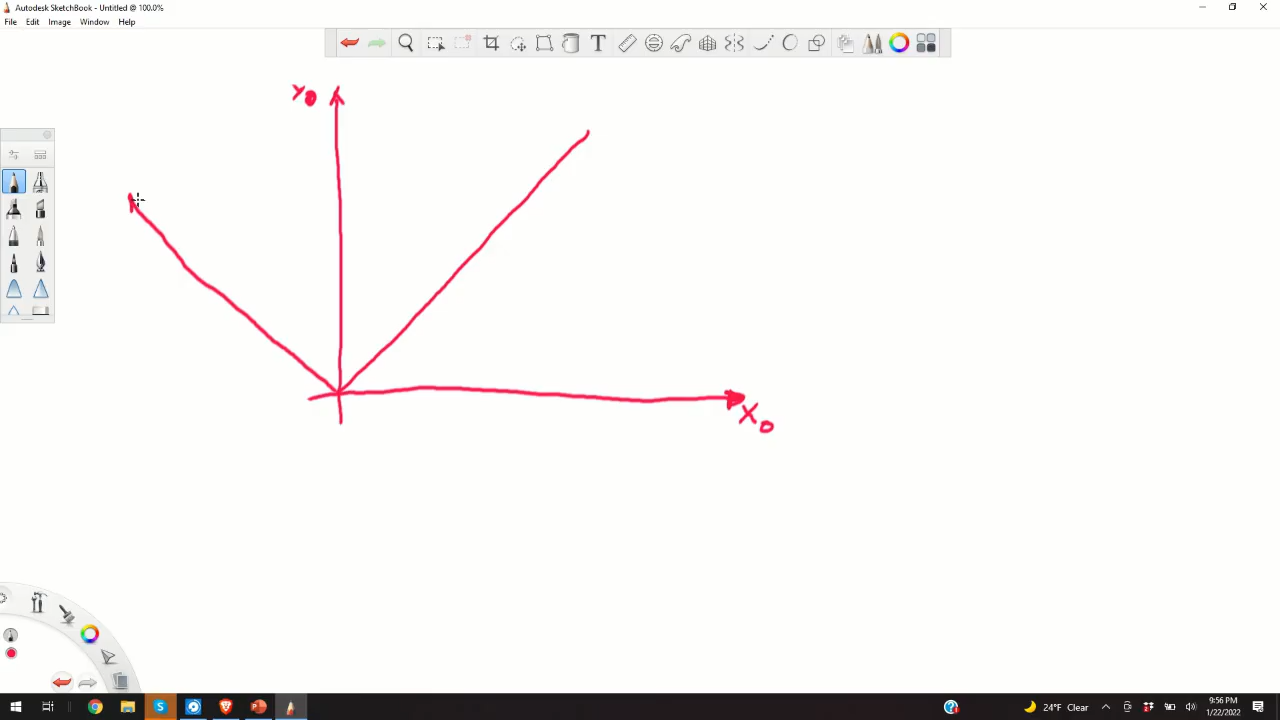 Autodesk SketchBook - Untitled @ 100.0%
File Edit Image Window Help
T
Y0
X0
?
S
P
24°F Clear
9:56 PM
1/22/2022